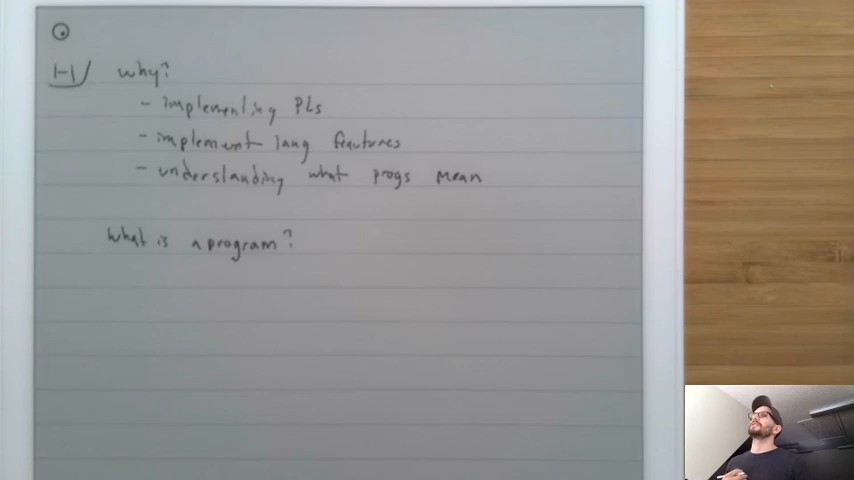 1-1/ why?
- implementing PLs
- implement lang features
- understanding what progs mean
What is a program?